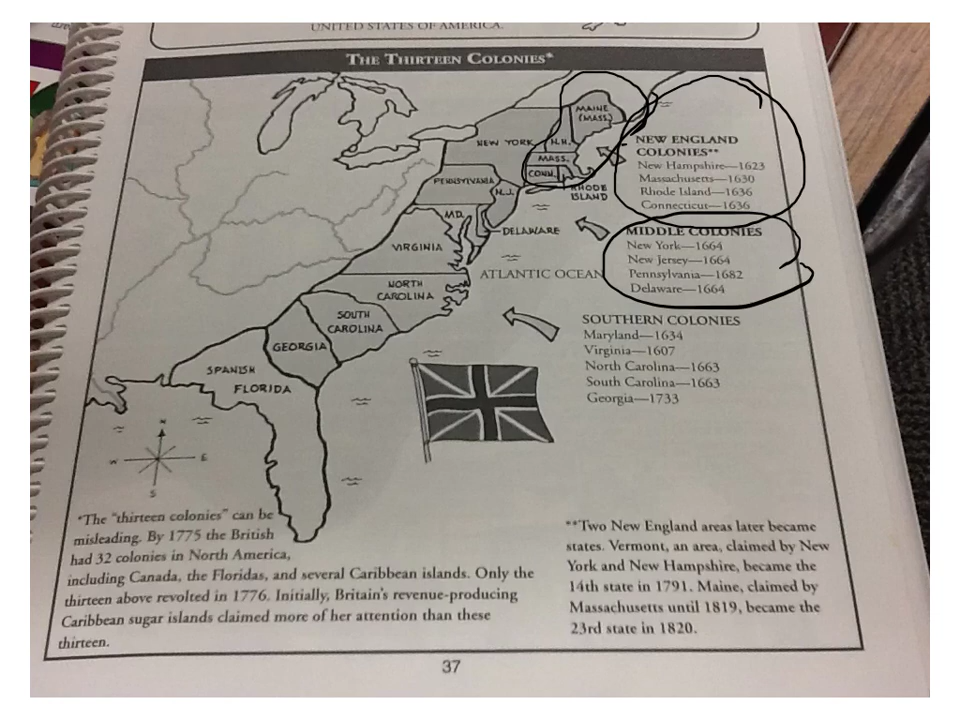 UNITED STATES OF AMERICA.
THE THIRTEEN COLONIES*
MAINE
(MASS.)
NEW YORK
N.H.
MASS.
CONN.
RHODE
ISLAND
PENNSYLVANIA
N.J.
MD.
DELAWARE
VIRGINIA
ATLANTIC OCEAN
NORTH
CAROLINA
SOUTH
CAROLINA
GEORGIA
SPANISH
FLORIDA
N
W
E
S
NEW ENGLAND
COLONIES**
New Hampshire—1623
Massachusetts—1630
Rhode Island—1636
Connecticut—1636
MIDDLE COLONIES
New York—1664
New Jersey—1664
Pennsylvania—1682
Delaware—1664
SOUTHERN COLONIES
Maryland—1634
Virginia—1607
North Carolina—1663
South Carolina—1663
Georgia—1733
*The "thirteen colonies" can be
misleading. By 1775 the British
had 32 colonies in North America,
including Canada, the Floridas, and several Caribbean islands. Only the
thirteen above revolted in 1776. Initially, Britain's revenue-producing
Caribbean sugar islands claimed more of her attention than these
thirteen.
**Two New England areas later became
states. Vermont, an area, claimed by New
York and New Hampshire, became the
14th state in 1791. Maine, claimed by
Massachusetts until 1819, became the
23rd state in 1820.
37